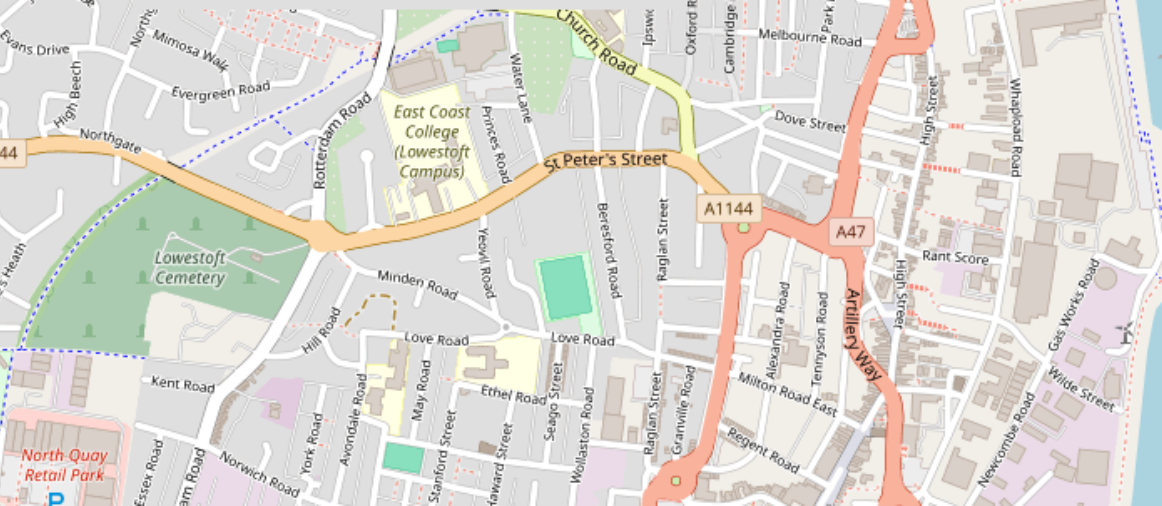 Evans Drive
High Beech
Mimosa Walk
Evergreen Road
Northgate
44
Rotterdam Road
East Coast
College
(Lowestoft
Campus)
Princes Road
Water Lane
Church Road
Melbourne Road
Dove Street
St Peter's Street
A1144
A47
High Street
Whapload Road
Rant Score
Gas Works Road
High Street
Artillery Way
Wilde Street
Newcombe Road
Lowestoft
Cemetery
Minden Road
Yeovil Road
Beresford Road
Raglan Street
Alexandra Road
Tennyson Road
Milton Road East
Regent Road
Hill Road
Love Road
Love Road
Kent Road
May Road
Ethel Road
Seago Street
Wollaston Road
Raglan Street
Granville Road
Avondale Road
York Road
Stanford Street
Norwich Road
Essex Road
North Quay
Retail Park
P